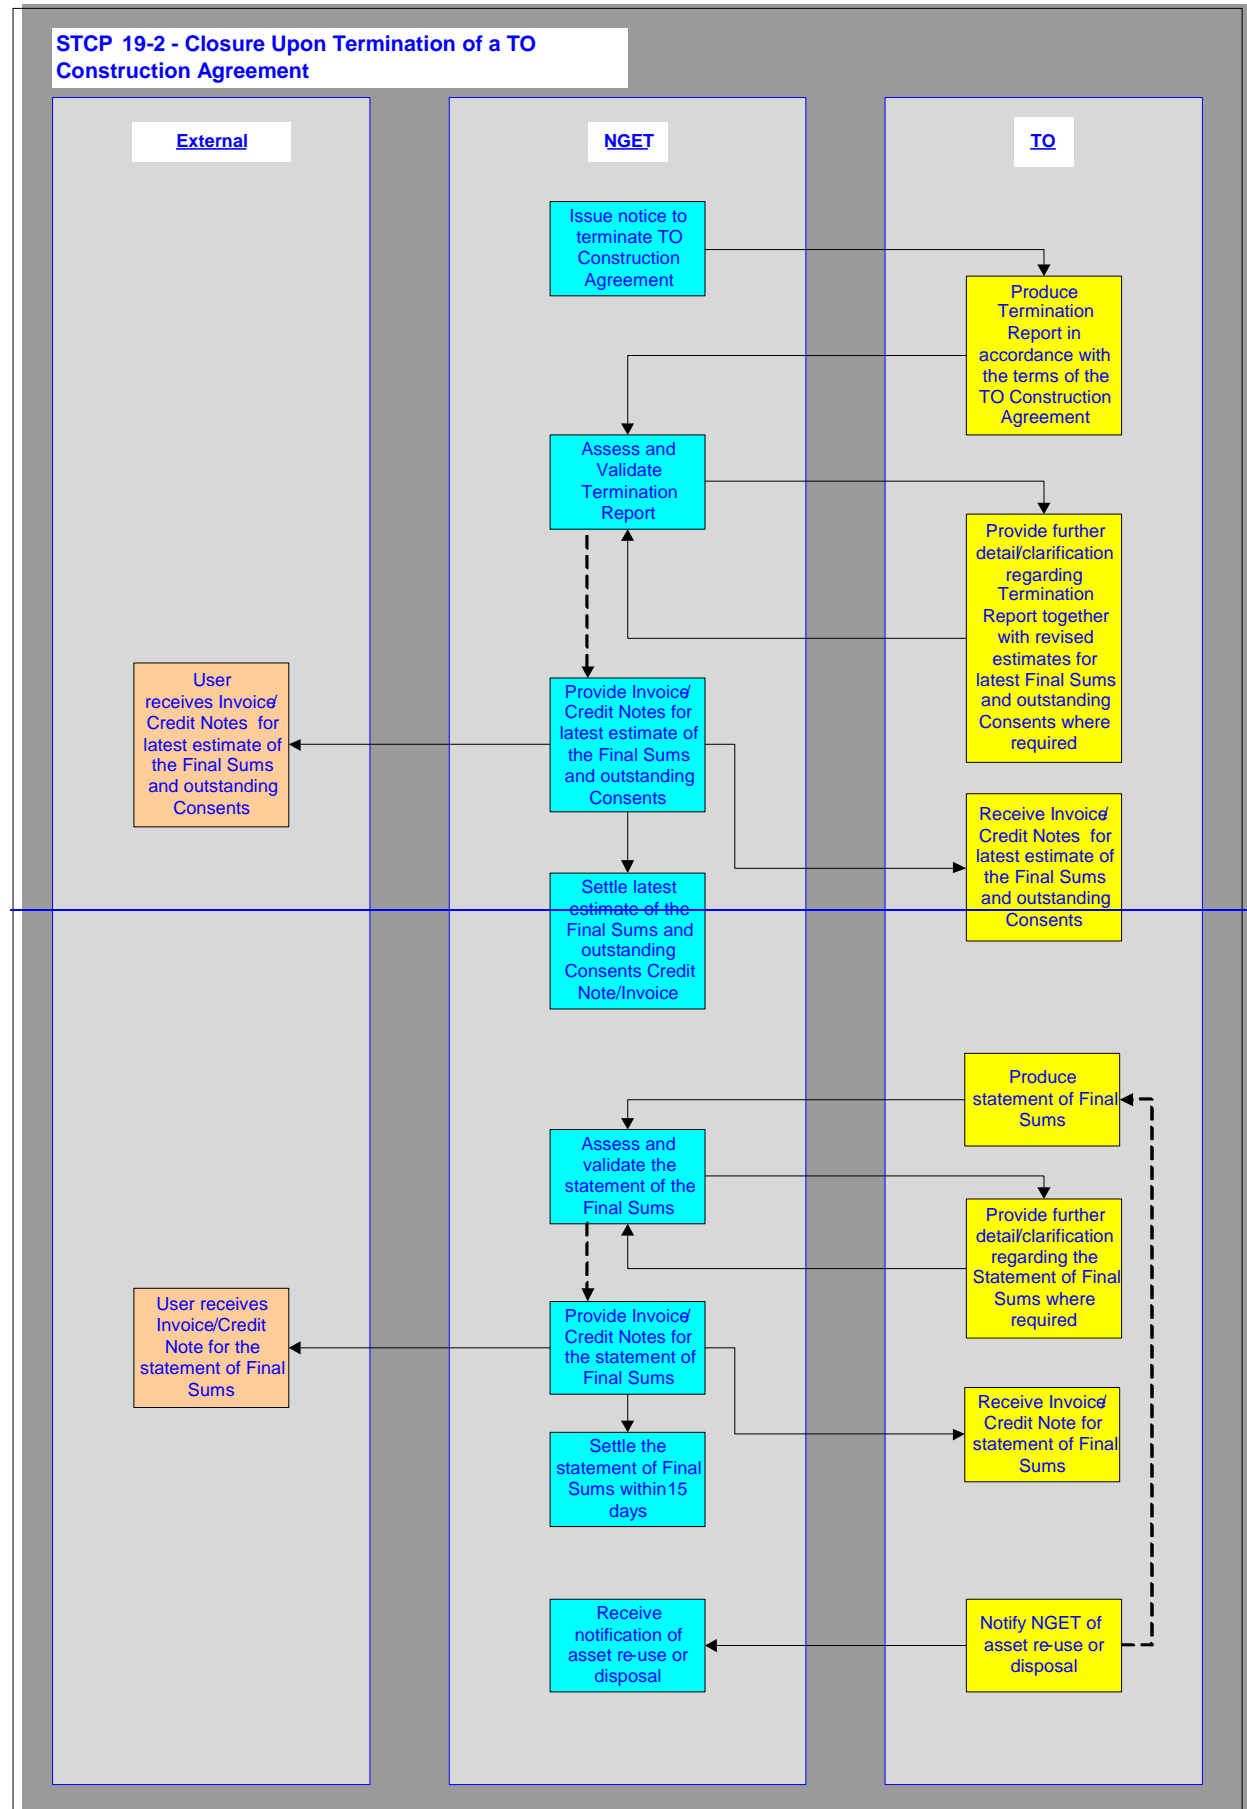 STCP 19-2 - Closure Upon Termination of a TO
Construction Agreement
External
NGET
TO
Issue notice to
terminate TO
Construction
Agreement
Produce
Termination
Report in
accordance with
the terms of the
TO Construction
Agreement
Assess and
Validate
Termination
Report
Provide further
detail/clarification
regarding
Termination
Report together
with revised
estimates for
latest Final Sums
and outstanding
Consents where
required
User
receives Invoice/
Credit Notes for
latest estimate of
the Final Sums
and outstanding
Consents
Provide Invoice/
Credit Notes for
latest estimate of
the Final Sums
and outstanding
Consents
Receive Invoice/
Credit Notes for
latest estimate of
the Final Sums
and outstanding
Consents
Settle latest
estimate of the
Final Sums and
outstanding
Consents Credit
Note/Invoice
Produce
statement of Final
Sums
Assess and
validate the
statement of the
Final Sums
Provide further
detail/clarification
regarding the
Statement of Final
Sums where
required
User receives
Invoice/Credit
Note for the
statement of Final
Sums
Provide Invoice/
Credit Notes for
the statement of
Final Sums
Receive Invoice/
Credit Note for
statement of Final
Sums
Settle the
statement of Final
Sums within 15
days
Receive
notification of
asset re-use or
disposal
Notify NGET of
asset re-use or
disposal